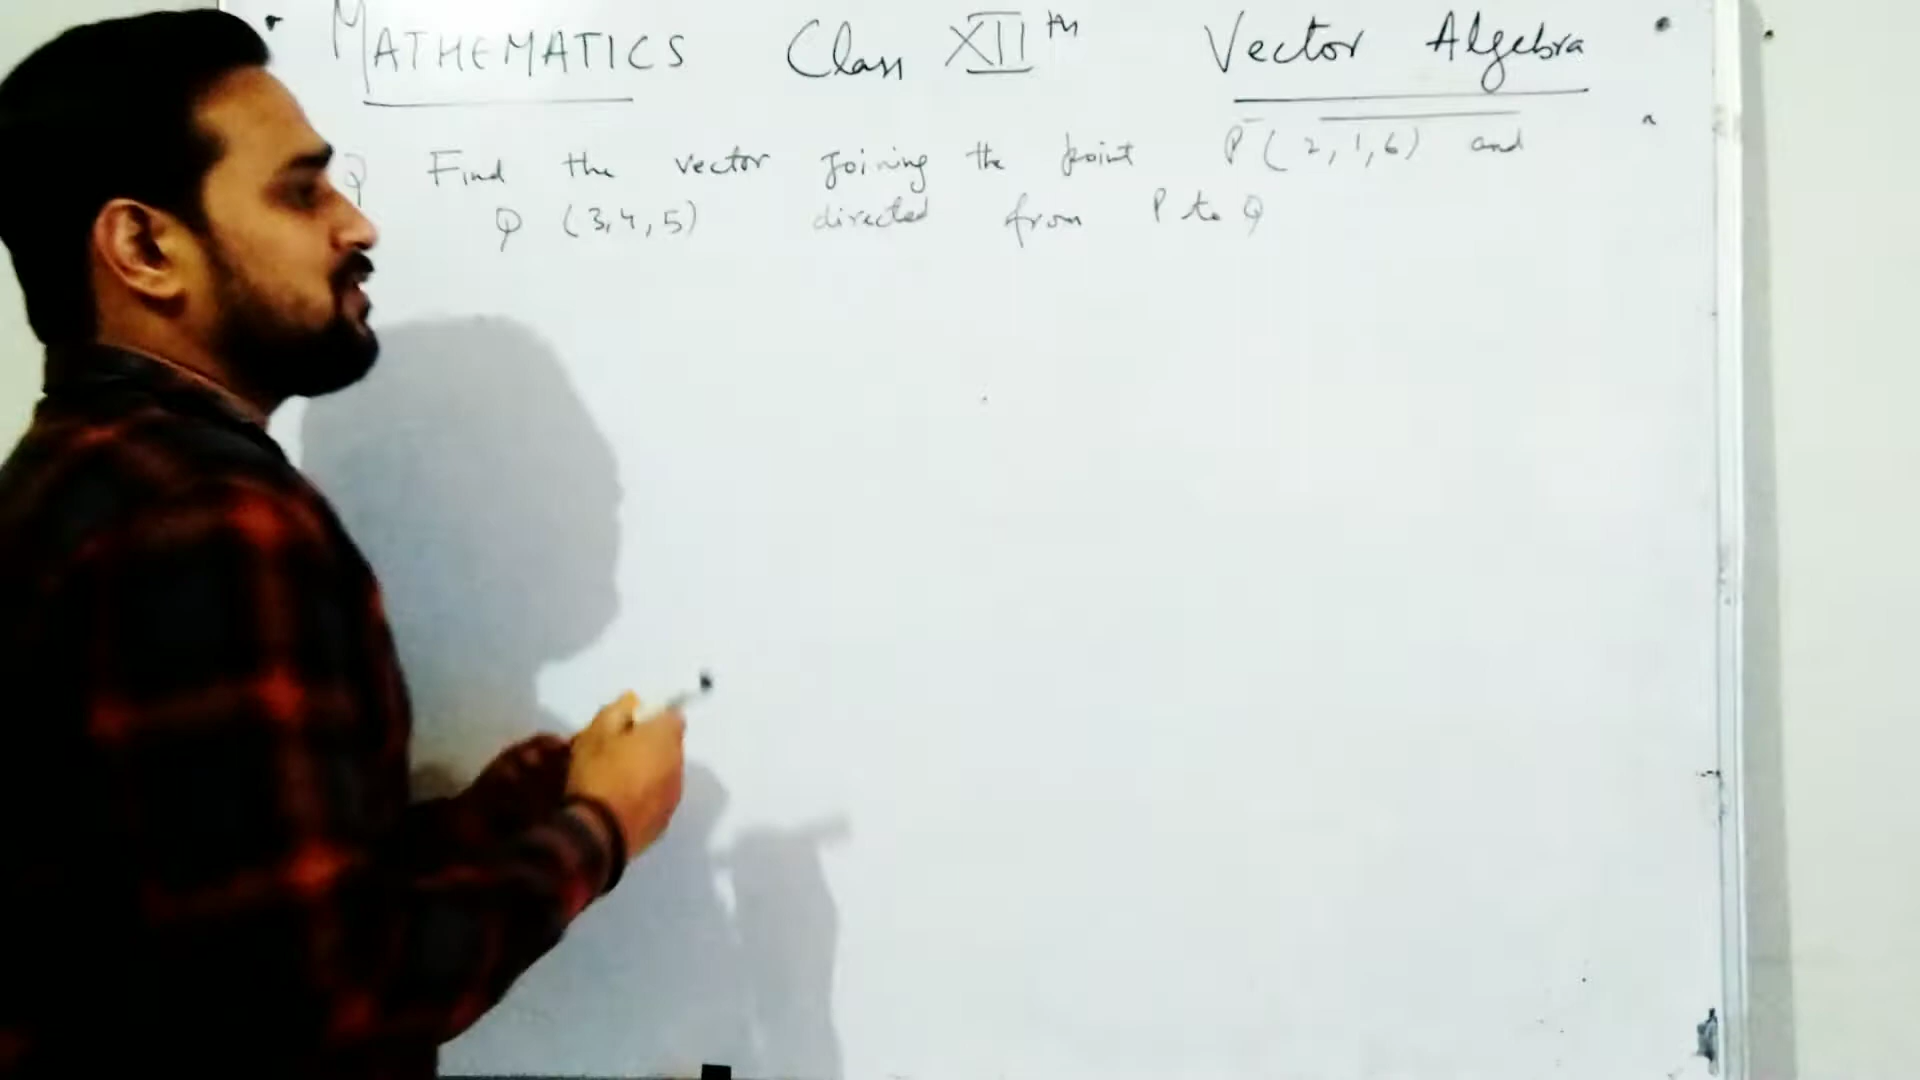 MATHEMATICS Class XIIth Vector Algebra
Q Find the vector Joining the point P(2,1,6) and
Q (3,4,5) directed from P to Q